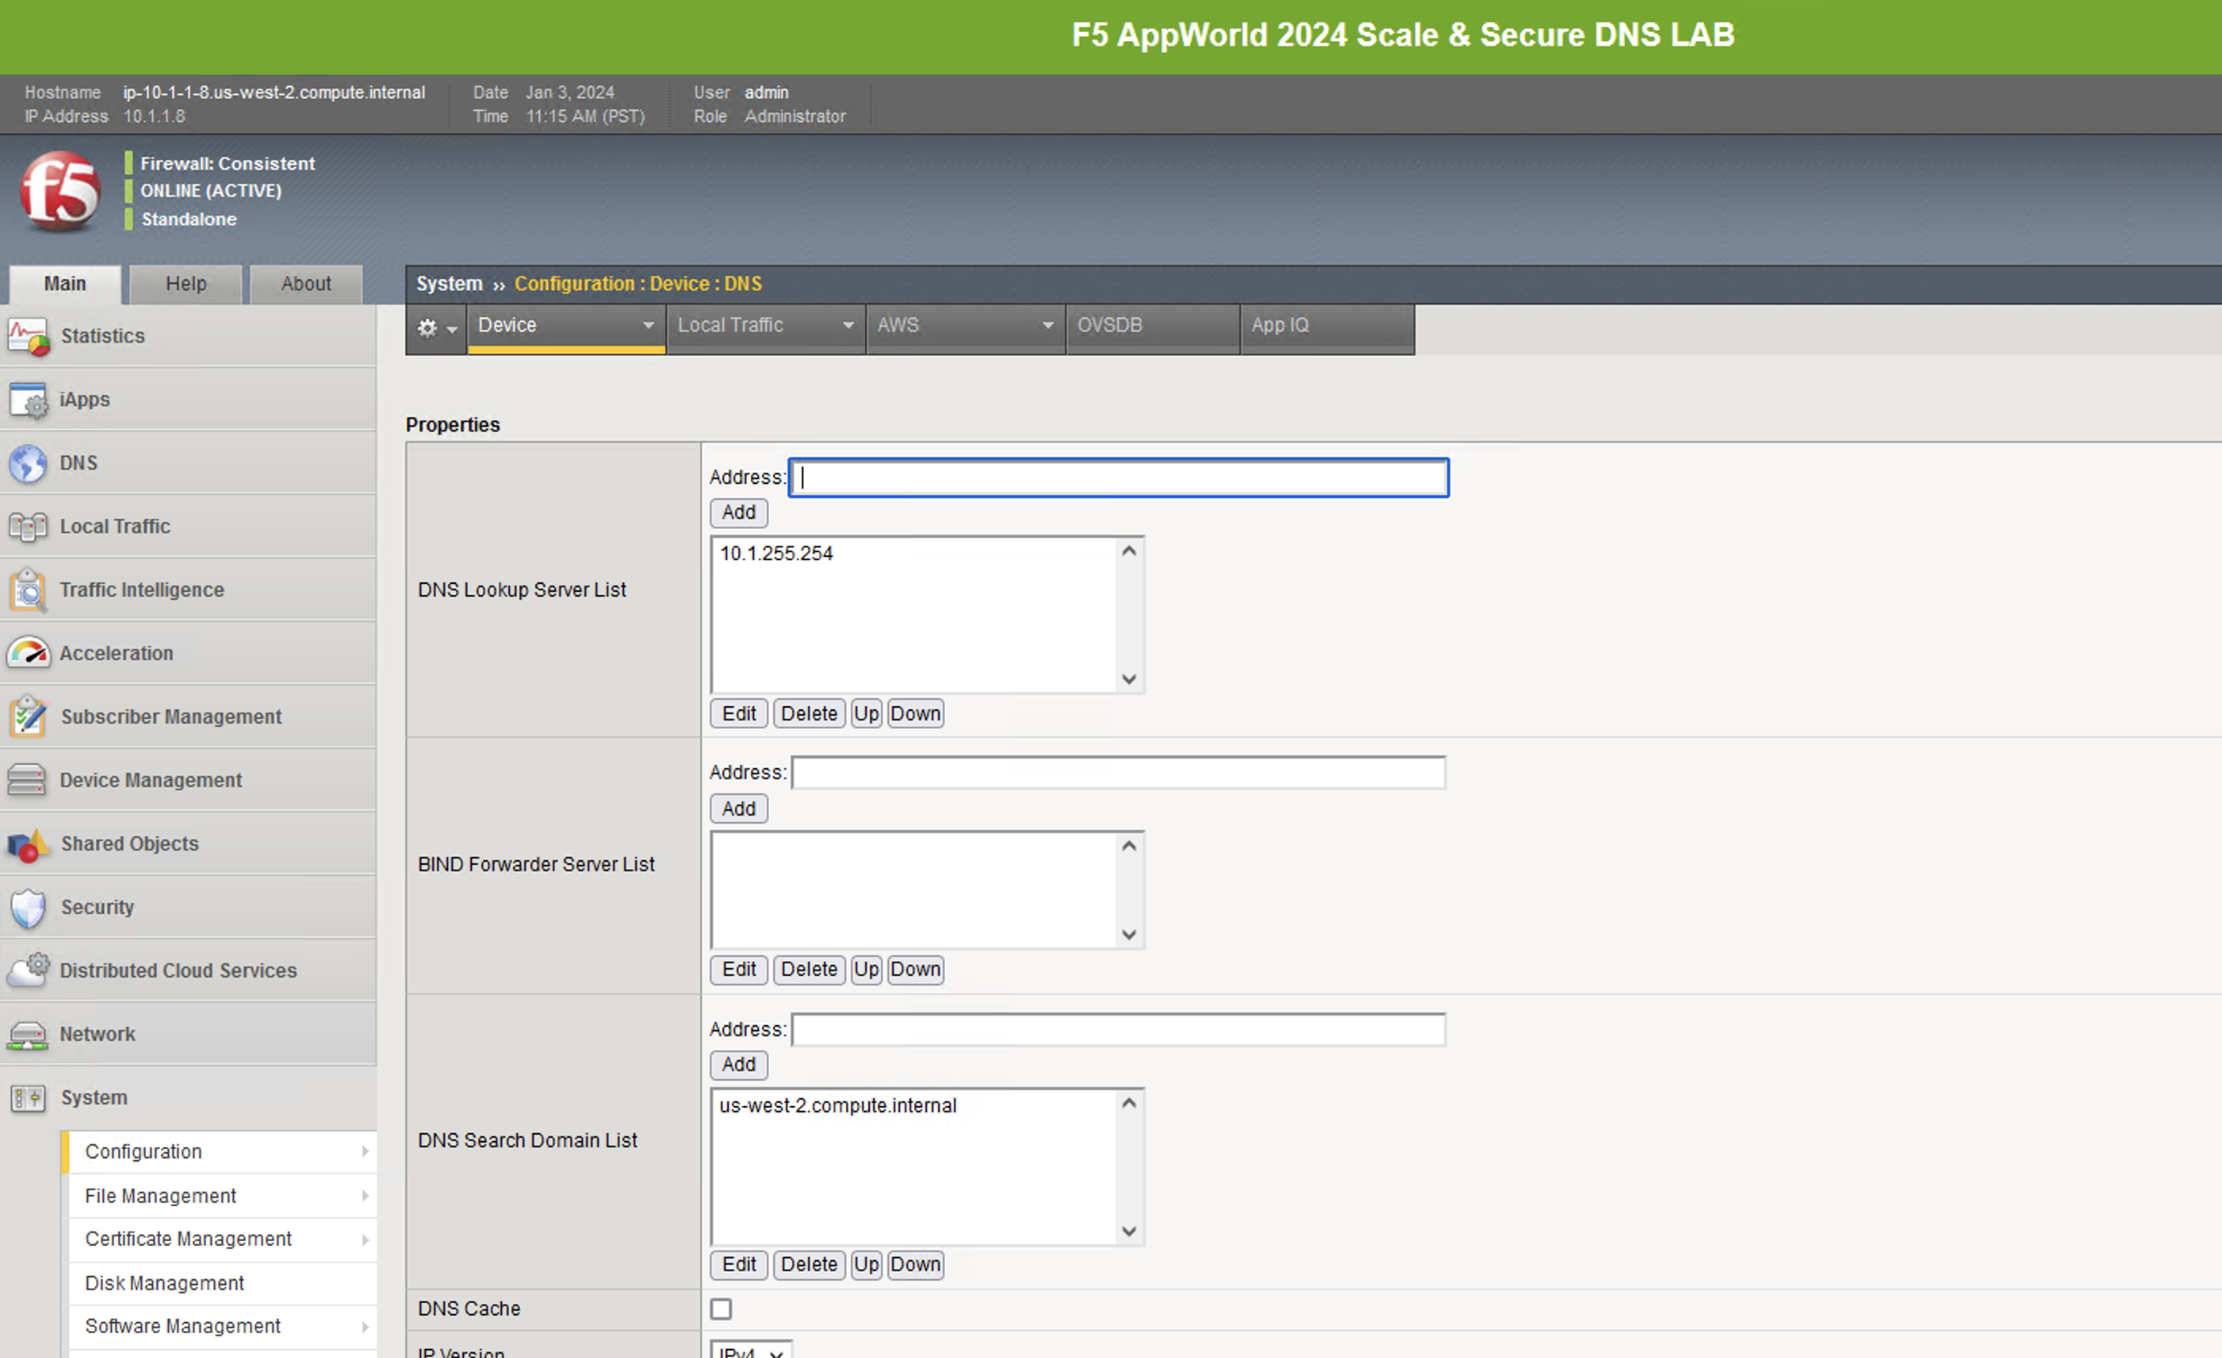 F5 AppWorld 2024 Scale & Secure DNS LAB
Hostname ip-10-1-1-8.us-west-2.compute.internal Date Jan 3, 2024 User admin
IP Address 10.1.1.8 Time 11:15 AM (PST) Role Administrator
f5
Firewall: Consistent
ONLINE (ACTIVE)
Standalone
Main Help About
System ›› Configuration : Device : DNS
Device Local Traffic AWS OVSDB App IQ
Statistics
iApps
DNS
Local Traffic
Traffic Intelligence
Acceleration
Subscriber Management
Device Management
Shared Objects
Security
Distributed Cloud Services
Network
System
Configuration
File Management
Certificate Management
Disk Management
Software Management
Properties
DNS Lookup Server List
Address:
Add
10.1.255.254
Edit Delete Up Down
BIND Forwarder Server List
Address:
Add
Edit Delete Up Down
DNS Search Domain List
Address:
Add
us-west-2.compute.internal
Edit Delete Up Down
DNS Cache
IP Version IPv4